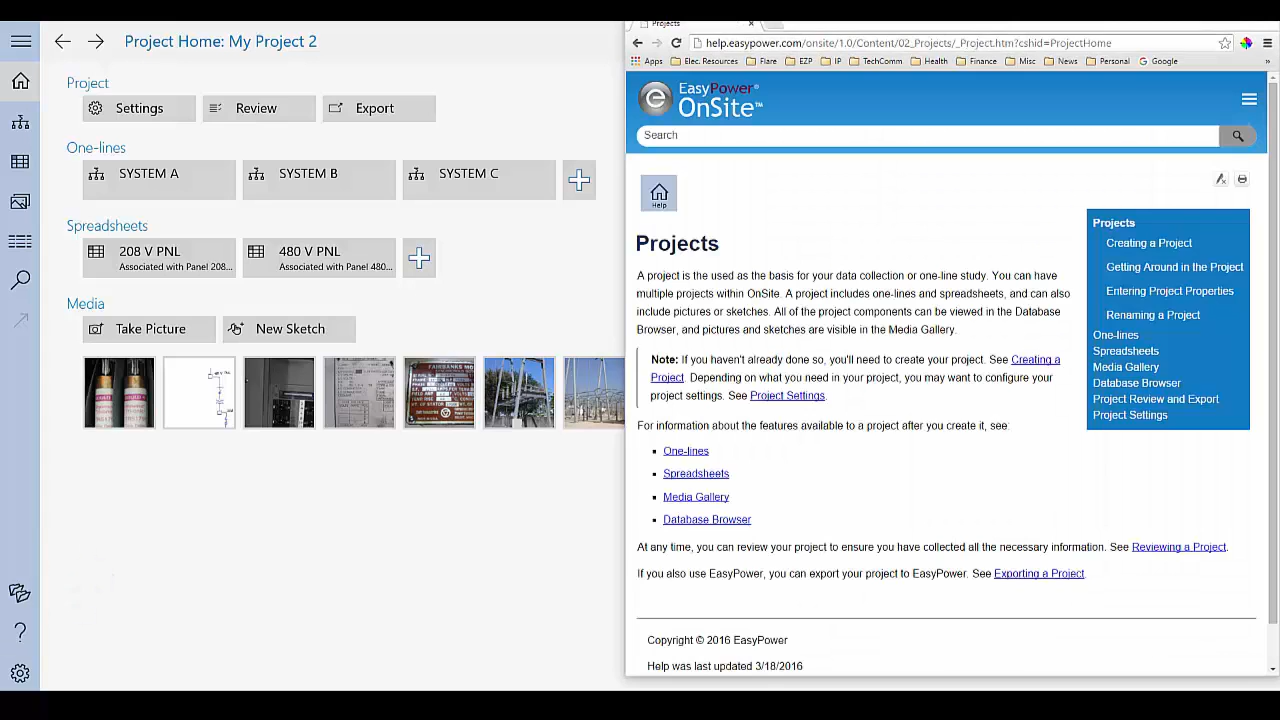 Project Home: My Project 2
Project
Settings
Review
Export
One-lines
SYSTEM A
SYSTEM B
SYSTEM C
Spreadsheets
208 V PNL
Associated with Panel 208...
480 V PNL
Associated with Panel 480...
Media
Take Picture
New Sketch
FAIRBANKS MO
Projects
help.easypower.com/onsite/1.0/Content/02_Projects/_Project.htm?cshid=ProjectHome
Apps
Elec. Resources
Flare
EZP
IP
TechComm
Health
Finance
Misc
News
Personal
Google
»
EasyPower®
OnSite™
Search
Help
Projects
A project is the used as the basis for your data collection or one-line study. You can have
multiple projects within OnSite. A project includes one-lines and spreadsheets, and can also
include pictures or sketches. All of the project components can be viewed in the Database
Browser, and pictures and sketches are visible in the Media Gallery.
Note: If you haven't already done so, you'll need to create your project. See Creating a
Project. Depending on what you need in your project, you may want to configure your
project settings. See Project Settings.
For information about the features available to a project after you create it, see:
One-lines
Spreadsheets
Media Gallery
Database Browser
At any time, you can review your project to ensure you have collected all the necessary information. See Reviewing a Project.
If you also use EasyPower, you can export your project to EasyPower. See Exporting a Project.
Copyright © 2016 EasyPower
Help was last updated 3/18/2016
Projects
Creating a Project
Getting Around in the Project
Entering Project Properties
Renaming a Project
One-lines
Spreadsheets
Media Gallery
Database Browser
Project Review and Export
Project Settings